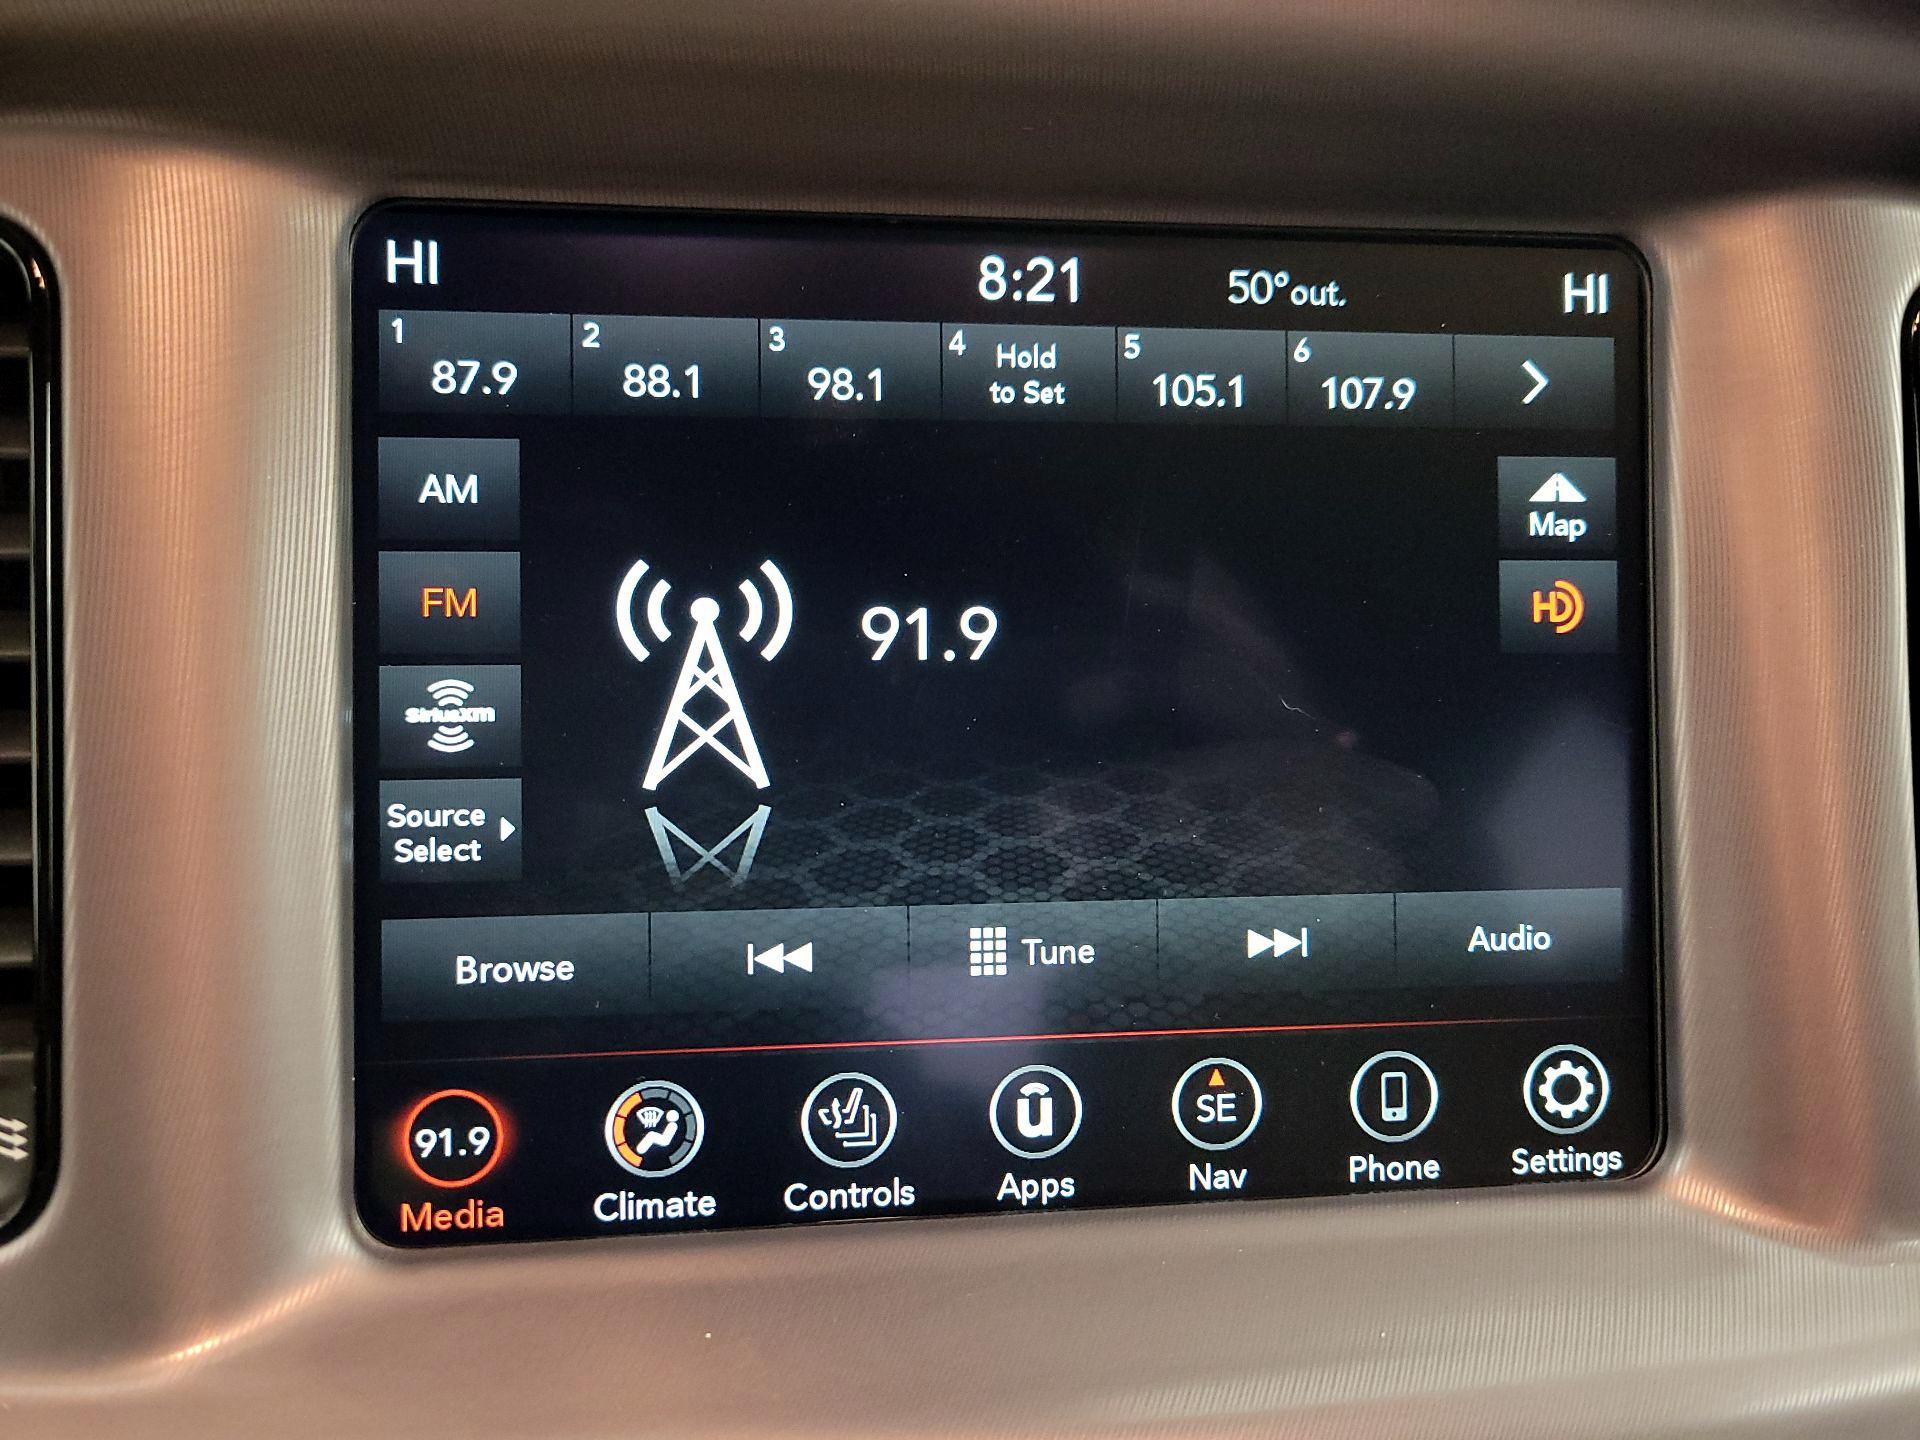 HI 8:21 50°out. HI
1 2 3 4 Hold 5 6
87.9 88.1 98.1 to Set 105.1 107.9
AM
Map
FM
HD
91.9
SiriusXM
Source
Select
Browse Tune Audio
91.9 u SE
Media Climate Controls Apps Nav Phone Settings